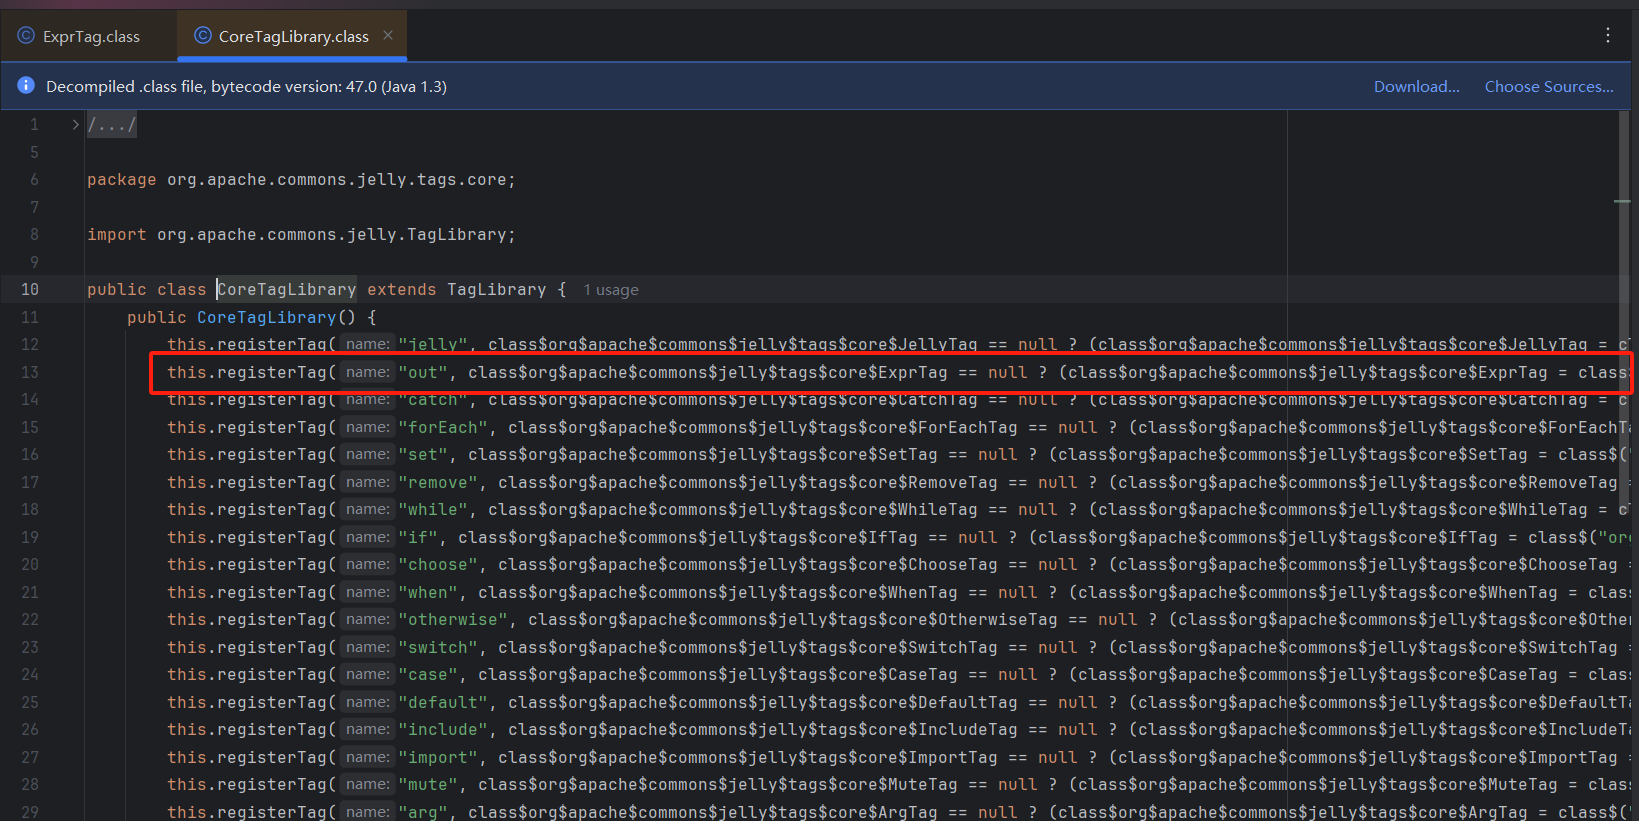 ExprTag.class CoreTagLibrary.class
Decompiled .class file, bytecode version: 47.0 (Java 1.3) Download... Choose Sources...
1 /.../
5
6 package org.apache.commons.jelly.tags.core;
7
8 import org.apache.commons.jelly.TagLibrary;
9
10 public class CoreTagLibrary extends TagLibrary { 1 usage
11 public CoreTagLibrary() {
12 this.registerTag( name: "jelly", class$org$apache$commons$jelly$tags$core$JellyTag == null ? (class$org$apache$commons$jelly$tags$core$JellyTag =
13 this.registerTag( name: "out", class$org$apache$commons$jelly$tags$core$ExprTag == null ? (class$org$apache$commons$jelly$tags$core$ExprTag = class
14 this.registerTag( name: "catch", class$org$apache$commons$jelly$tags$core$CatchTag == null ? (class$org$apache$commons$jelly$tags$core$CatchTag =
15 this.registerTag( name: "forEach", class$org$apache$commons$jelly$tags$core$ForEachTag == null ? (class$org$apache$commons$jelly$tags$core$ForEachTa
16 this.registerTag( name: "set", class$org$apache$commons$jelly$tags$core$SetTag == null ? (class$org$apache$commons$jelly$tags$core$SetTag = class$("
17 this.registerTag( name: "remove", class$org$apache$commons$jelly$tags$core$RemoveTag == null ? (class$org$apache$commons$jelly$tags$core$RemoveTag =
18 this.registerTag( name: "while", class$org$apache$commons$jelly$tags$core$WhileTag == null ? (class$org$apache$commons$jelly$tags$core$WhileTag =
19 this.registerTag( name: "if", class$org$apache$commons$jelly$tags$core$IfTag == null ? (class$org$apache$commons$jelly$tags$core$IfTag = class$("org
20 this.registerTag( name: "choose", class$org$apache$commons$jelly$tags$core$ChooseTag == null ? (class$org$apache$commons$jelly$tags$core$ChooseTag =
21 this.registerTag( name: "when", class$org$apache$commons$jelly$tags$core$WhenTag == null ? (class$org$apache$commons$jelly$tags$core$WhenTag = class
22 this.registerTag( name: "otherwise", class$org$apache$commons$jelly$tags$core$OtherwiseTag == null ? (class$org$apache$commons$jelly$tags$core$Other
23 this.registerTag( name: "switch", class$org$apache$commons$jelly$tags$core$SwitchTag == null ? (class$org$apache$commons$jelly$tags$core$SwitchTag =
24 this.registerTag( name: "case", class$org$apache$commons$jelly$tags$core$CaseTag == null ? (class$org$apache$commons$jelly$tags$core$CaseTag = class
25 this.registerTag( name: "default", class$org$apache$commons$jelly$tags$core$DefaultTag == null ? (class$org$apache$commons$jelly$tags$core$DefaultTa
26 this.registerTag( name: "include", class$org$apache$commons$jelly$tags$core$IncludeTag == null ? (class$org$apache$commons$jelly$tags$core$IncludeTa
27 this.registerTag( name: "import", class$org$apache$commons$jelly$tags$core$ImportTag == null ? (class$org$apache$commons$jelly$tags$core$ImportTag =
28 this.registerTag( name: "mute", class$org$apache$commons$jelly$tags$core$MuteTag == null ? (class$org$apache$commons$jelly$tags$core$MuteTag = class
29 this.registerTag( name: "arg", class$org$apache$commons$jelly$tags$core$ArgTag == null ? (class$org$apache$commons$jelly$tags$core$ArgTag = class$("